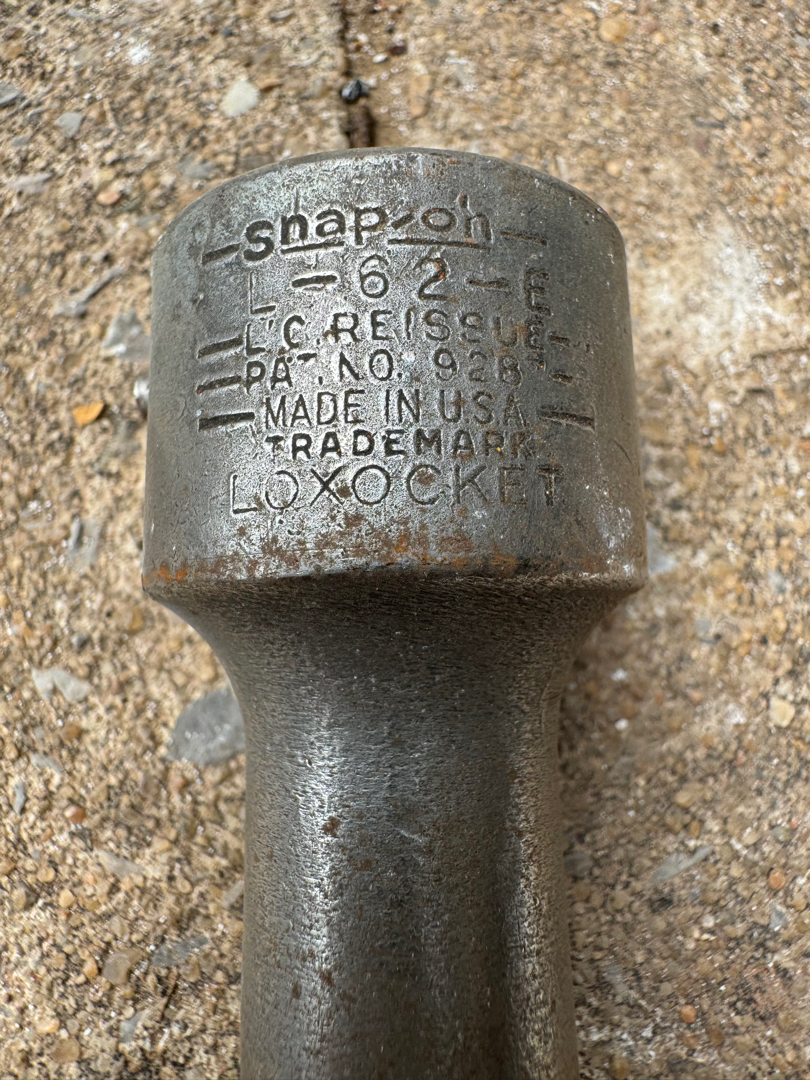 Snap-on
L-62-E
L.C. REISSUE
PAT. NO.
MADE IN USA
TRADEMARK
LOXOCKET